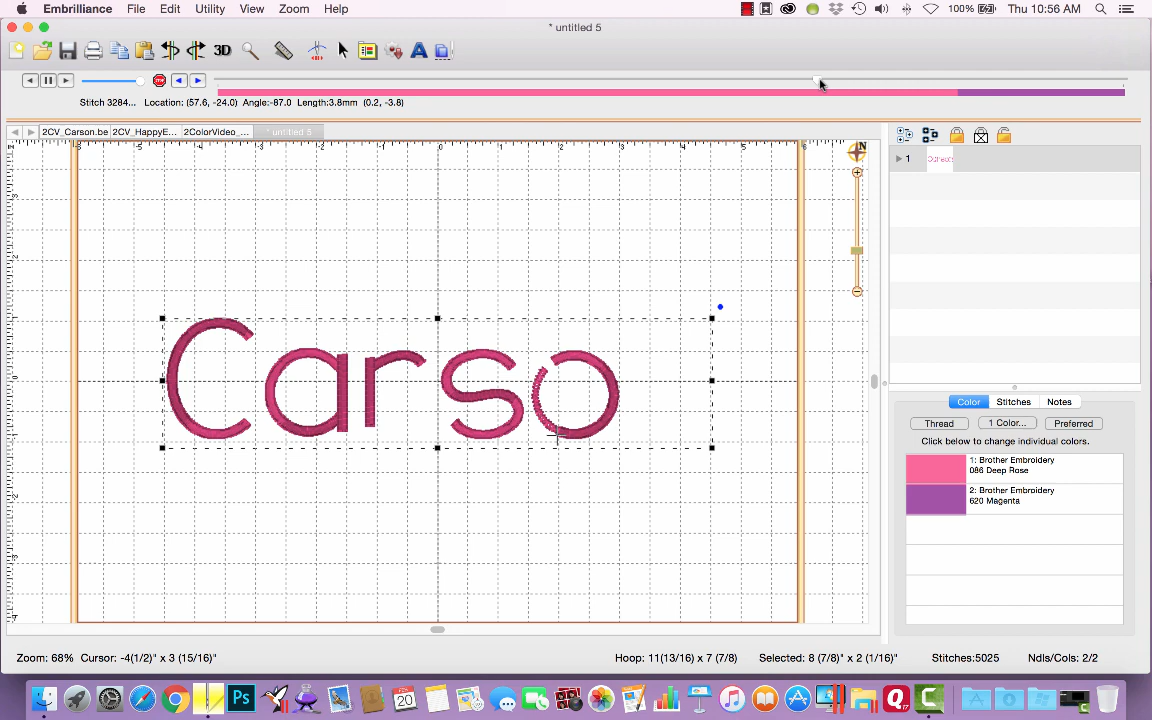 Embrilliance File Edit Utility View Zoom Help 100% Thu 10:56 AM
* untitled 5
3D
STOP
Stitch 3284... Location: (57.6, -24.0) Angle:-87.0 Length:3.8mm (0.2, -3.8)
2CV_Carson.be 2CV_HappyE... 2ColorVideo_... * untitled 5
N
1
Carso
Color Stitches Notes
Thread 1 Color... Preferred
Click below to change individual colors.
1: Brother Embroidery
086 Deep Rose
2: Brother Embroidery
620 Magenta
Zoom: 68% Cursor: -4(1/2)" x 3 (15/16)" Hoop: 11(13/16) x 7 (7/8) Selected: 8 (7/8)" x 2 (1/16)" Stitches:5025 Ndls/Cols: 2/2